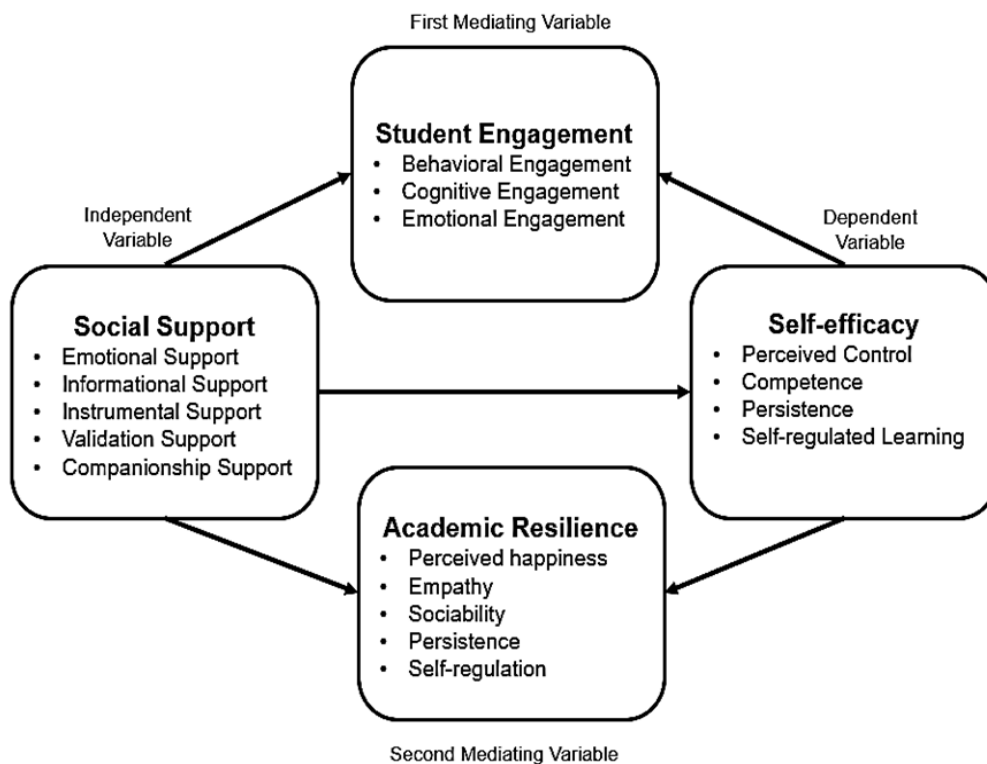 First Mediating Variable
Student Engagement
• Behavioral Engagement
• Cognitive Engagement
• Emotional Engagement
Independent
Variable
Dependent
Variable
Social Support
• Emotional Support
• Informational Support
• Instrumental Support
• Validation Support
• Companionship Support
Self-efficacy
• Perceived Control
• Competence
• Persistence
• Self-regulated Learning
Academic Resilience
• Perceived happiness
• Empathy
• Sociability
• Persistence
• Self-regulation
Second Mediating Variable